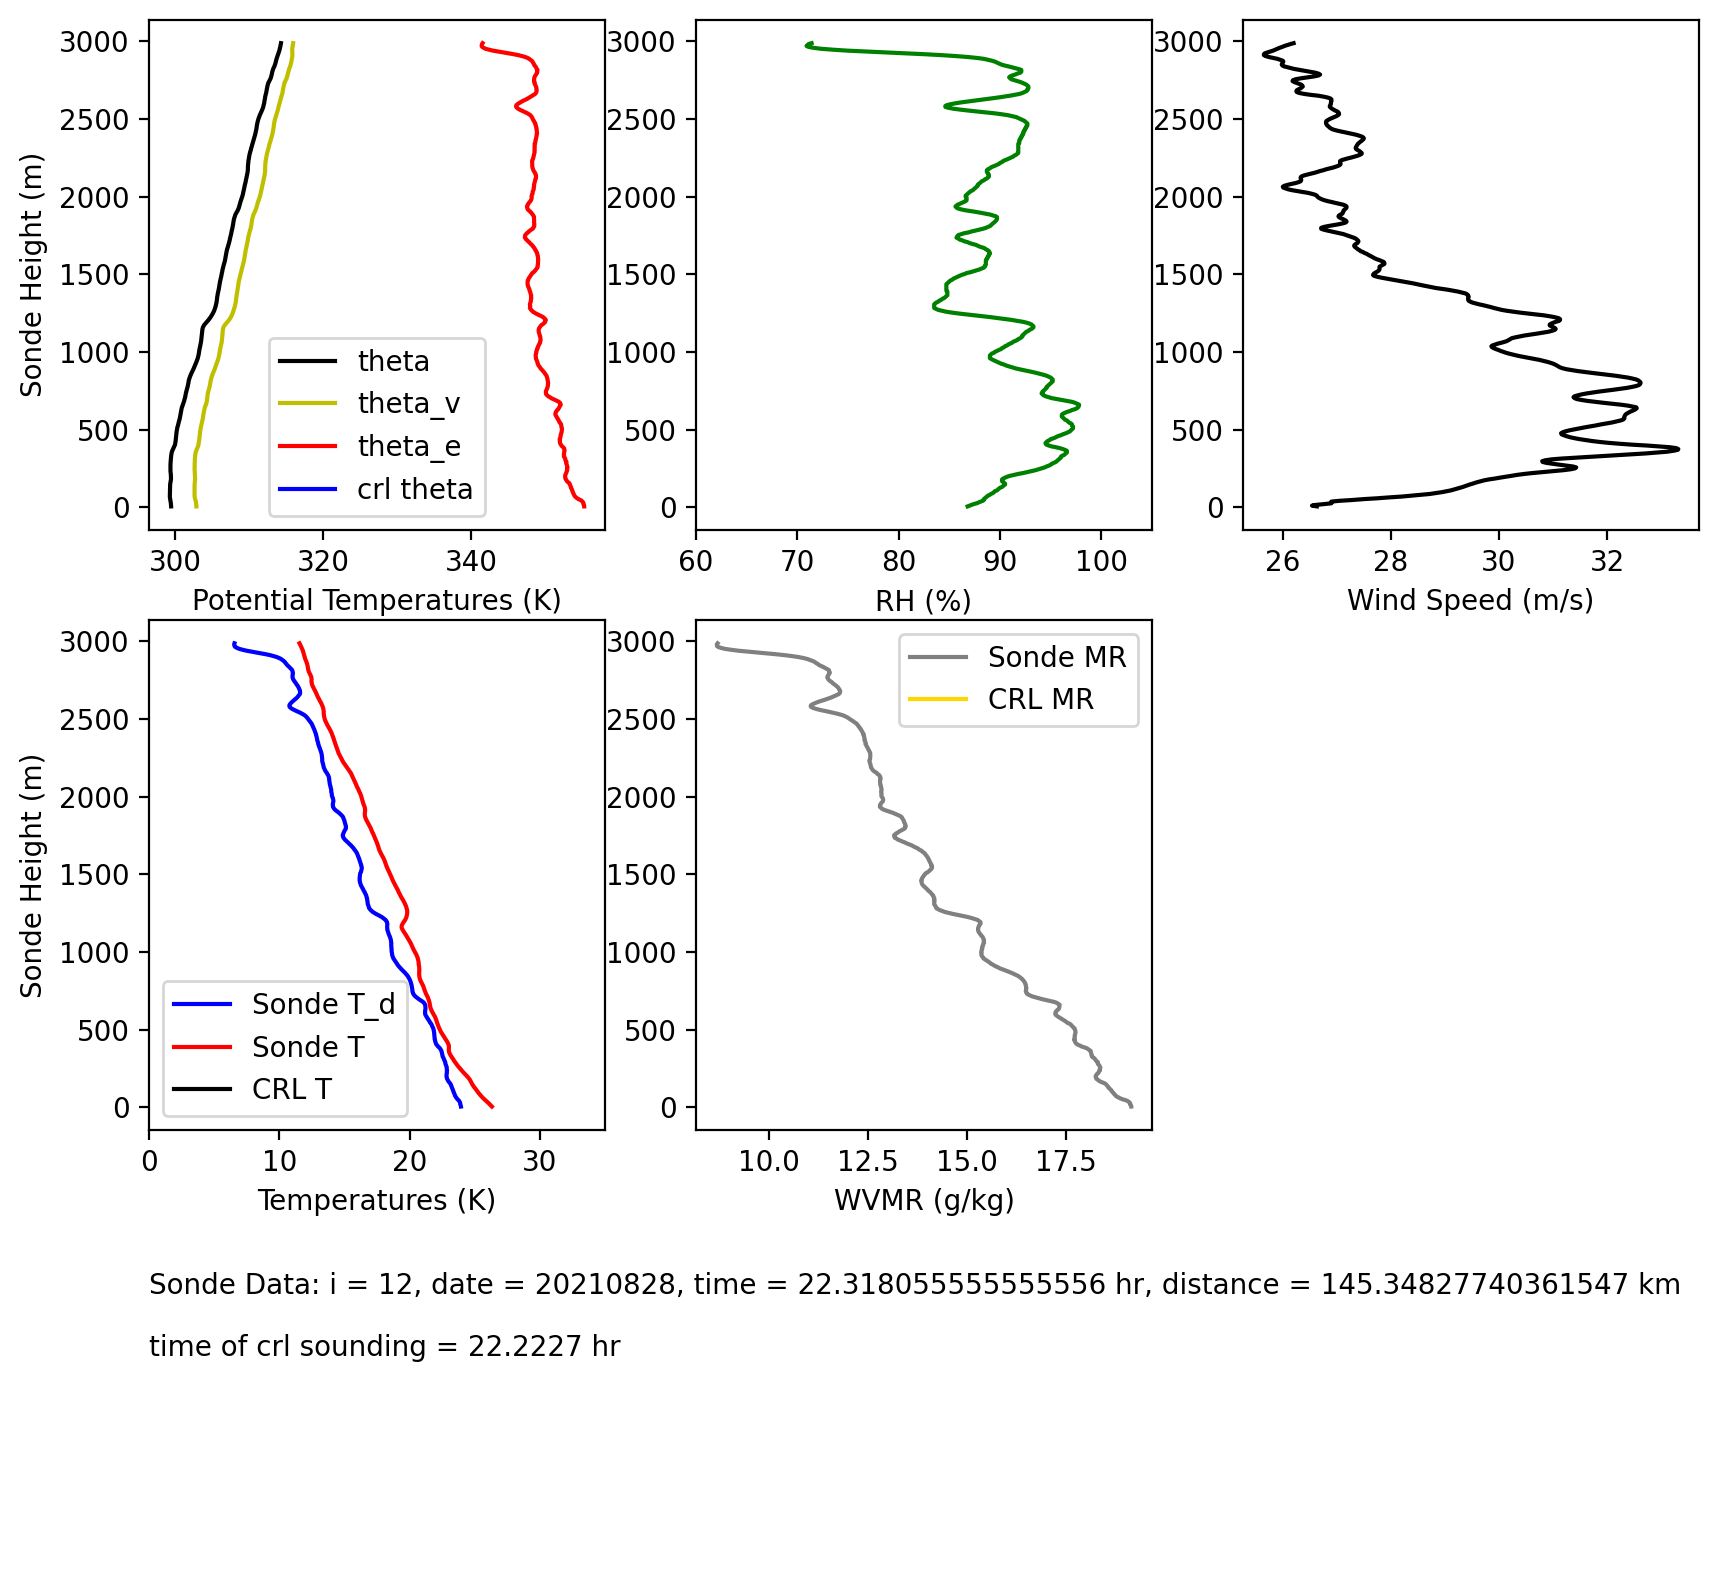 3000
2500
2000
1500
1000
500
0
Sonde Height (m)
theta
theta_v
theta_e
crl theta
300 320 340
Potential Temperatures (K)
3000
2500
2000
1500
1000
500
0
60 70 80 90 100
RH (%)
3000
2500
2000
1500
1000
500
0
26 28 30 32
Wind Speed (m/s)
3000
2500
2000
1500
1000
500
0
Sonde Height (m)
Sonde T_d
Sonde T
CRL T
0 10 20 30
Temperatures (K)
3000
2500
2000
1500
1000
500
0
Sonde MR
CRL MR
10.0 12.5 15.0 17.5
WVMR (g/kg)
Sonde Data: i = 12, date = 20210828, time = 22.318055555555556 hr, distance = 145.34827740361547 km
time of crl sounding = 22.2227 hr